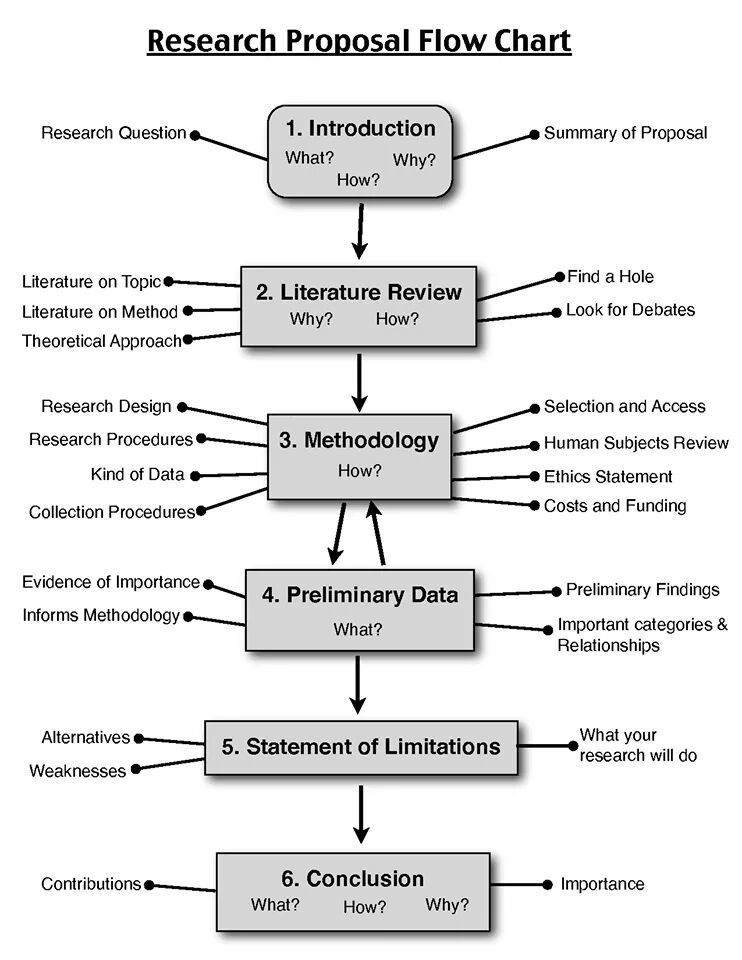 Research Proposal Flow Chart
1. Introduction
What?
Why?
How?
Research Question
Summary of Proposal
2. Literature Review
Why?
How?
Literature on Topic
Literature on Method
Theoretical Approach
Find a Hole
Look for Debates
3. Methodology
How?
Research Design
Research Procedures
Kind of Data
Collection Procedures
Selection and Access
Human Subjects Review
Ethics Statement
Costs and Funding
4. Preliminary Data
What?
Evidence of Importance
Informs Methodology
Preliminary Findings
Important categories &
Relationships
5. Statement of Limitations
Alternatives
Weaknesses
What your
research will do
6. Conclusion
What?
How?
Why?
Contributions
Importance